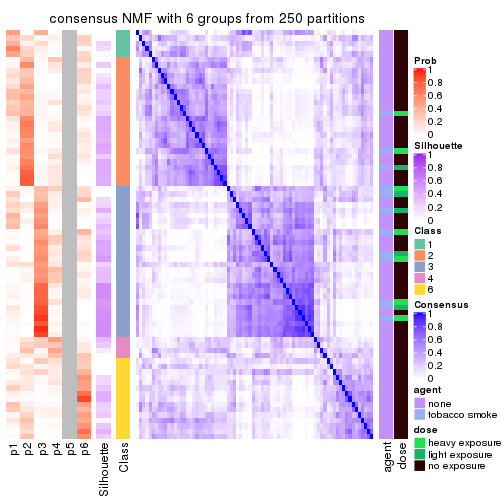 consensus NMF with 6 groups from 250 partitions
Prob
1
0.8
0.6
0.4
0.2
0
Silhouette
1
0.8
0.6
0.4
0.2
0
Class
1
2
3
4
6
Consensus
1
0.8
0.6
0.4
0.2
0
agent
none
tobacco smoke
dose
heavy exposure
light exposure
no exposure
p1
p2
p3
p4
p5
p6
Silhouette
Class
agent
dose